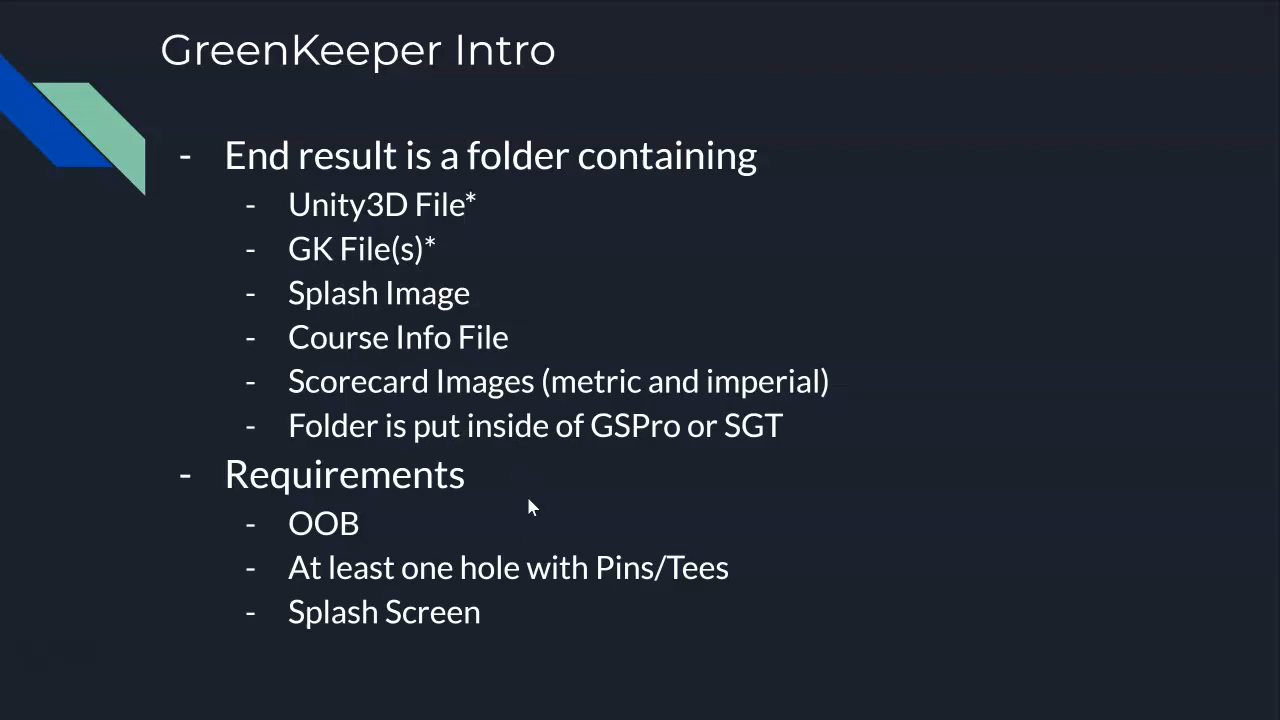 GreenKeeper Intro
- End result is a folder containing
- Unity3D File*
- GK File(s)*
- Splash Image
- Course Info File
- Scorecard Images (metric and imperial)
- Folder is put inside of GSPro or SGT
- Requirements
- OOB
- At least one hole with Pins/Tees
- Splash Screen